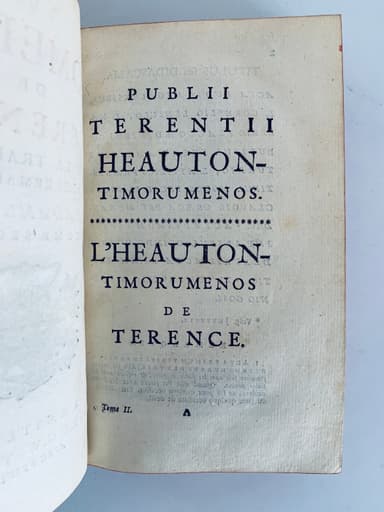 PUBLII
TERENTII
HEAUTON-
TIMORUMENOS.
L'HEAUTON-
TIMORUMENOS
DE
TERENCE.
Tome II.
A